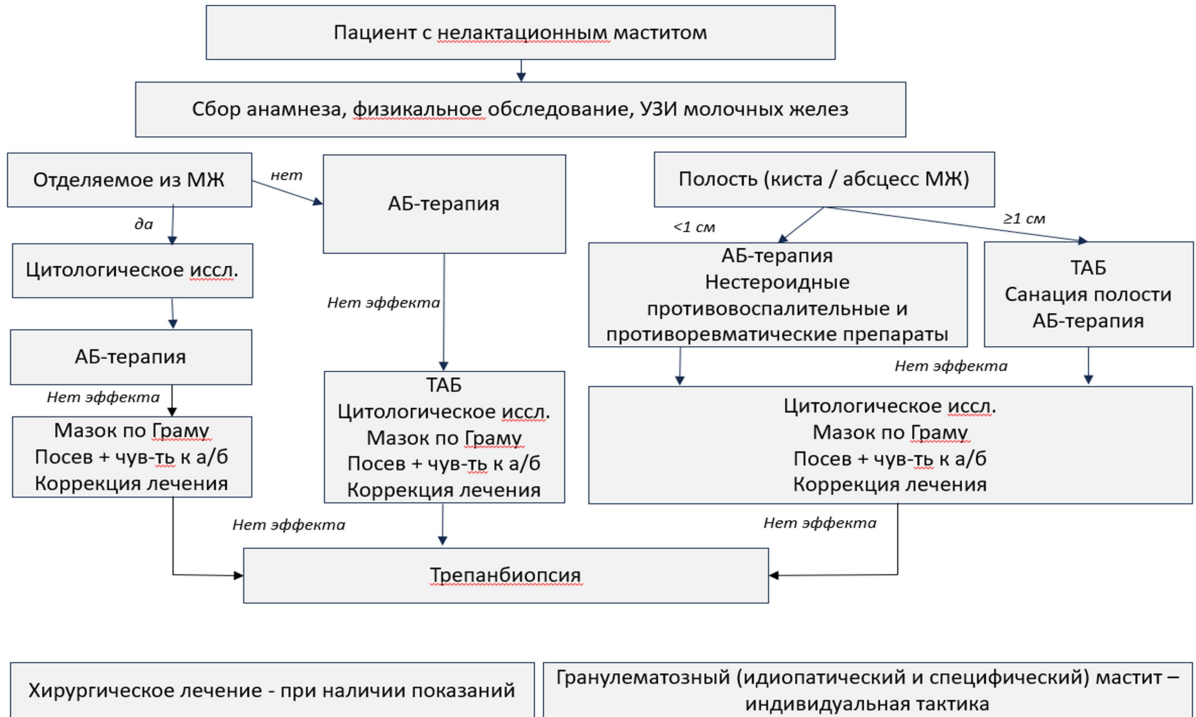 Пациент с нелактационным маститом
Сбор анамнеза, физикальное обследование, УЗИ молочных желез
Отделяемое из МЖ
нет
да
Цитологическое иссл.
АБ-терапия
Нет эффекта
Мазок по Граму
Посев + чув-ть к а/б
Коррекция лечения
АБ-терапия
Нет эффекта
ТАБ
Цитологическое иссл.
Мазок по Граму
Посев + чув-ть к а/б
Коррекция лечения
Полость (киста / абсцесс МЖ)
<1 см
≥1 см
АБ-терапия
Нестероидные
противовоспалительные и
противоревматические препараты
ТАБ
Санация полости
АБ-терапия
Нет эффекта
Цитологическое иссл.
Мазок по Граму
Посев + чув-ть к а/б
Коррекция лечения
Нет эффекта
Нет эффекта
Трепанбиопсия
Хирургическое лечение - при наличии показаний
Гранулематозный (идиопатический и специфический) мастит –
индивидуальная тактика